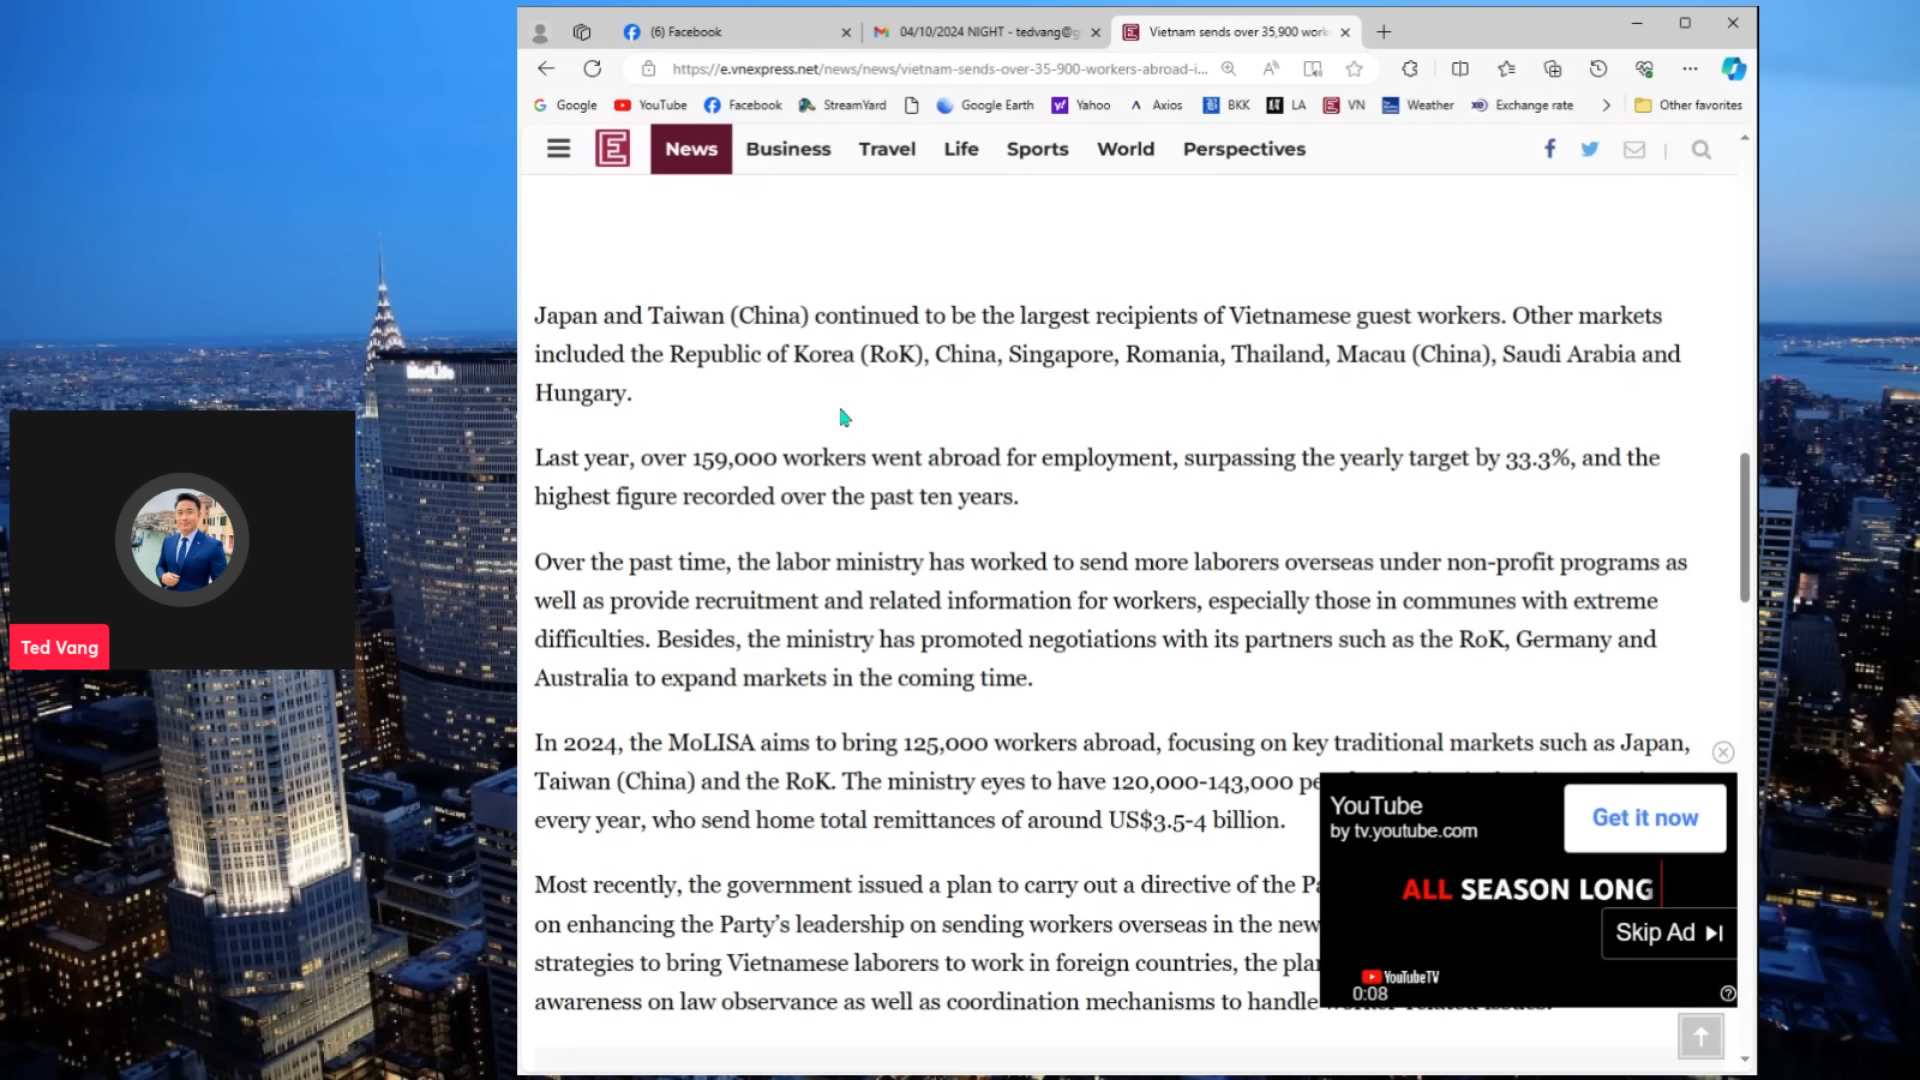 (6) Facebook
04/10/2024 NIGHT - tedvang@g
Vietnam sends over 35,900 work
https://e.vnexpress.net/news/news/vietnam-sends-over-35-900-workers-abroad-i...
Google YouTube Facebook StreamYard Google Earth Yahoo Axios BKK LA VN Weather Exchange rate Other favorites
E News Business Travel Life Sports World Perspectives
MetLife
Japan and Taiwan (China) continued to be the largest recipients of Vietnamese guest workers. Other markets
included the Republic of Korea (RoK), China, Singapore, Romania, Thailand, Macau (China), Saudi Arabia and
Hungary.
Last year, over 159,000 workers went abroad for employment, surpassing the yearly target by 33.3%, and the
highest figure recorded over the past ten years.
Over the past time, the labor ministry has worked to send more laborers overseas under non-profit programs as
well as provide recruitment and related information for workers, especially those in communes with extreme
difficulties. Besides, the ministry has promoted negotiations with its partners such as the RoK, Germany and
Australia to expand markets in the coming time.
In 2024, the MoLISA aims to bring 125,000 workers abroad, focusing on key traditional markets such as Japan,
Taiwan (China) and the RoK. The ministry eyes to have 120,000-143,000 pe
every year, who send home total remittances of around US$3.5-4 billion.
Most recently, the government issued a plan to carry out a directive of the Pa
on enhancing the Party's leadership on sending workers overseas in the new
strategies to bring Vietnamese laborers to work in foreign countries, the pla
awareness on law observance as well as coordination mechanisms to handle
YouTube
by tv.youtube.com
Get it now
ALL SEASON LONG
Skip Ad
YouTubeTV
0:08
Ted Vang